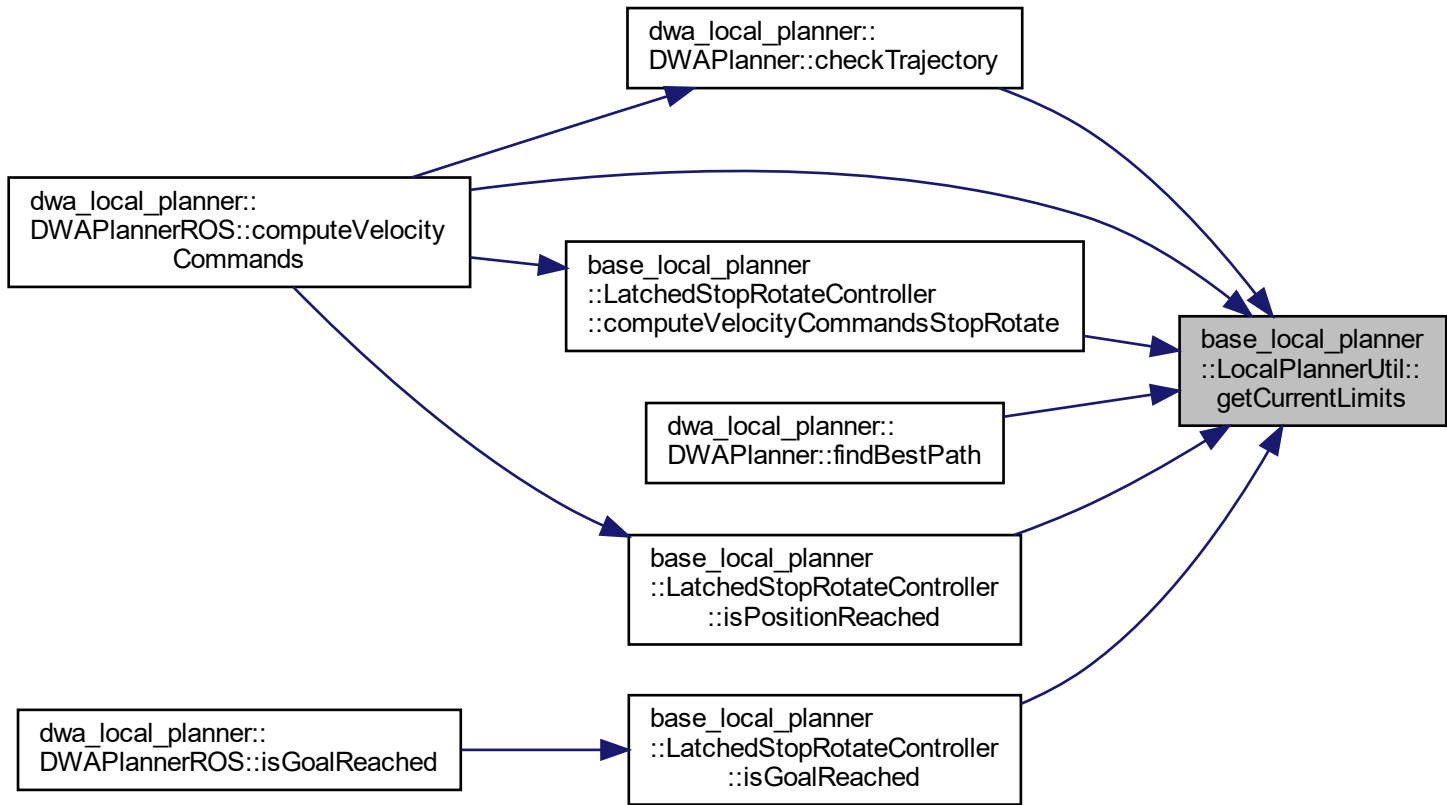 dwa_local_planner::
DWAPlanner::checkTrajectory
dwa_local_planner::
DWAPlannerROS::computeVelocity
Commands
base_local_planner
::LatchedStopRotateController
::computeVelocityCommandsStopRotate
base_local_planner
::LocalPlannerUtil::
getCurrentLimits
dwa_local_planner::
DWAPlanner::findBestPath
base_local_planner
::LatchedStopRotateController
::isPositionReached
dwa_local_planner::
DWAPlannerROS::isGoalReached
base_local_planner
::LatchedStopRotateController
::isGoalReached